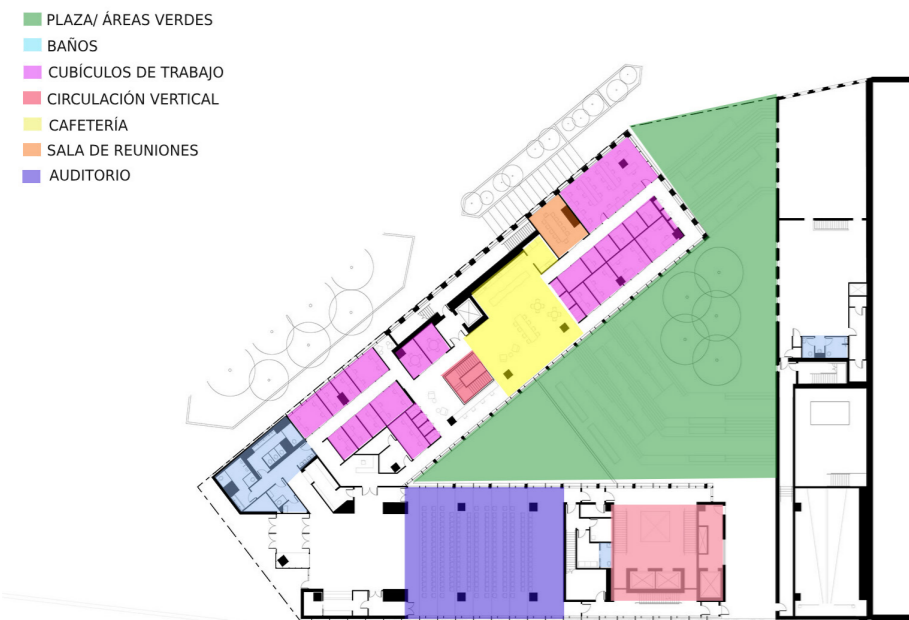 PLAZA/ ÁREAS VERDES
BAÑOS
CUBÍCULOS DE TRABAJO
CIRCULACIÓN VERTICAL
CAFETERÍA
SALA DE REUNIONES
AUDITORIO